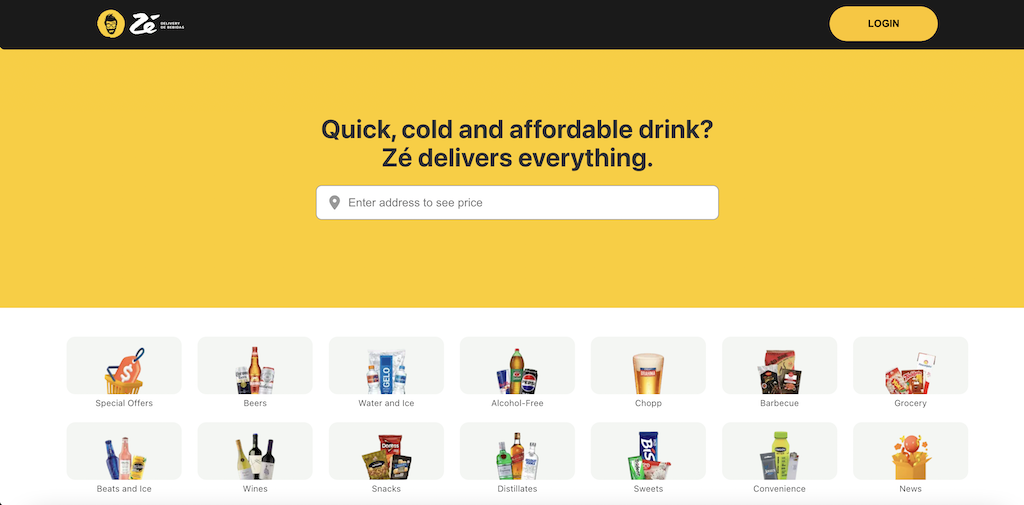 Zé DELIVERY
DE BEBIDAS
LOGIN
Quick, cold and affordable drink?
Zé delivers everything.
Enter address to see price
GELO
Special Offers
Beers
Water and Ice
Alcohol-Free
Chopp
Barbecue
Grocery
BIS
Beats and Ice
Wines
Snacks
Distillates
Sweets
Convenience
News